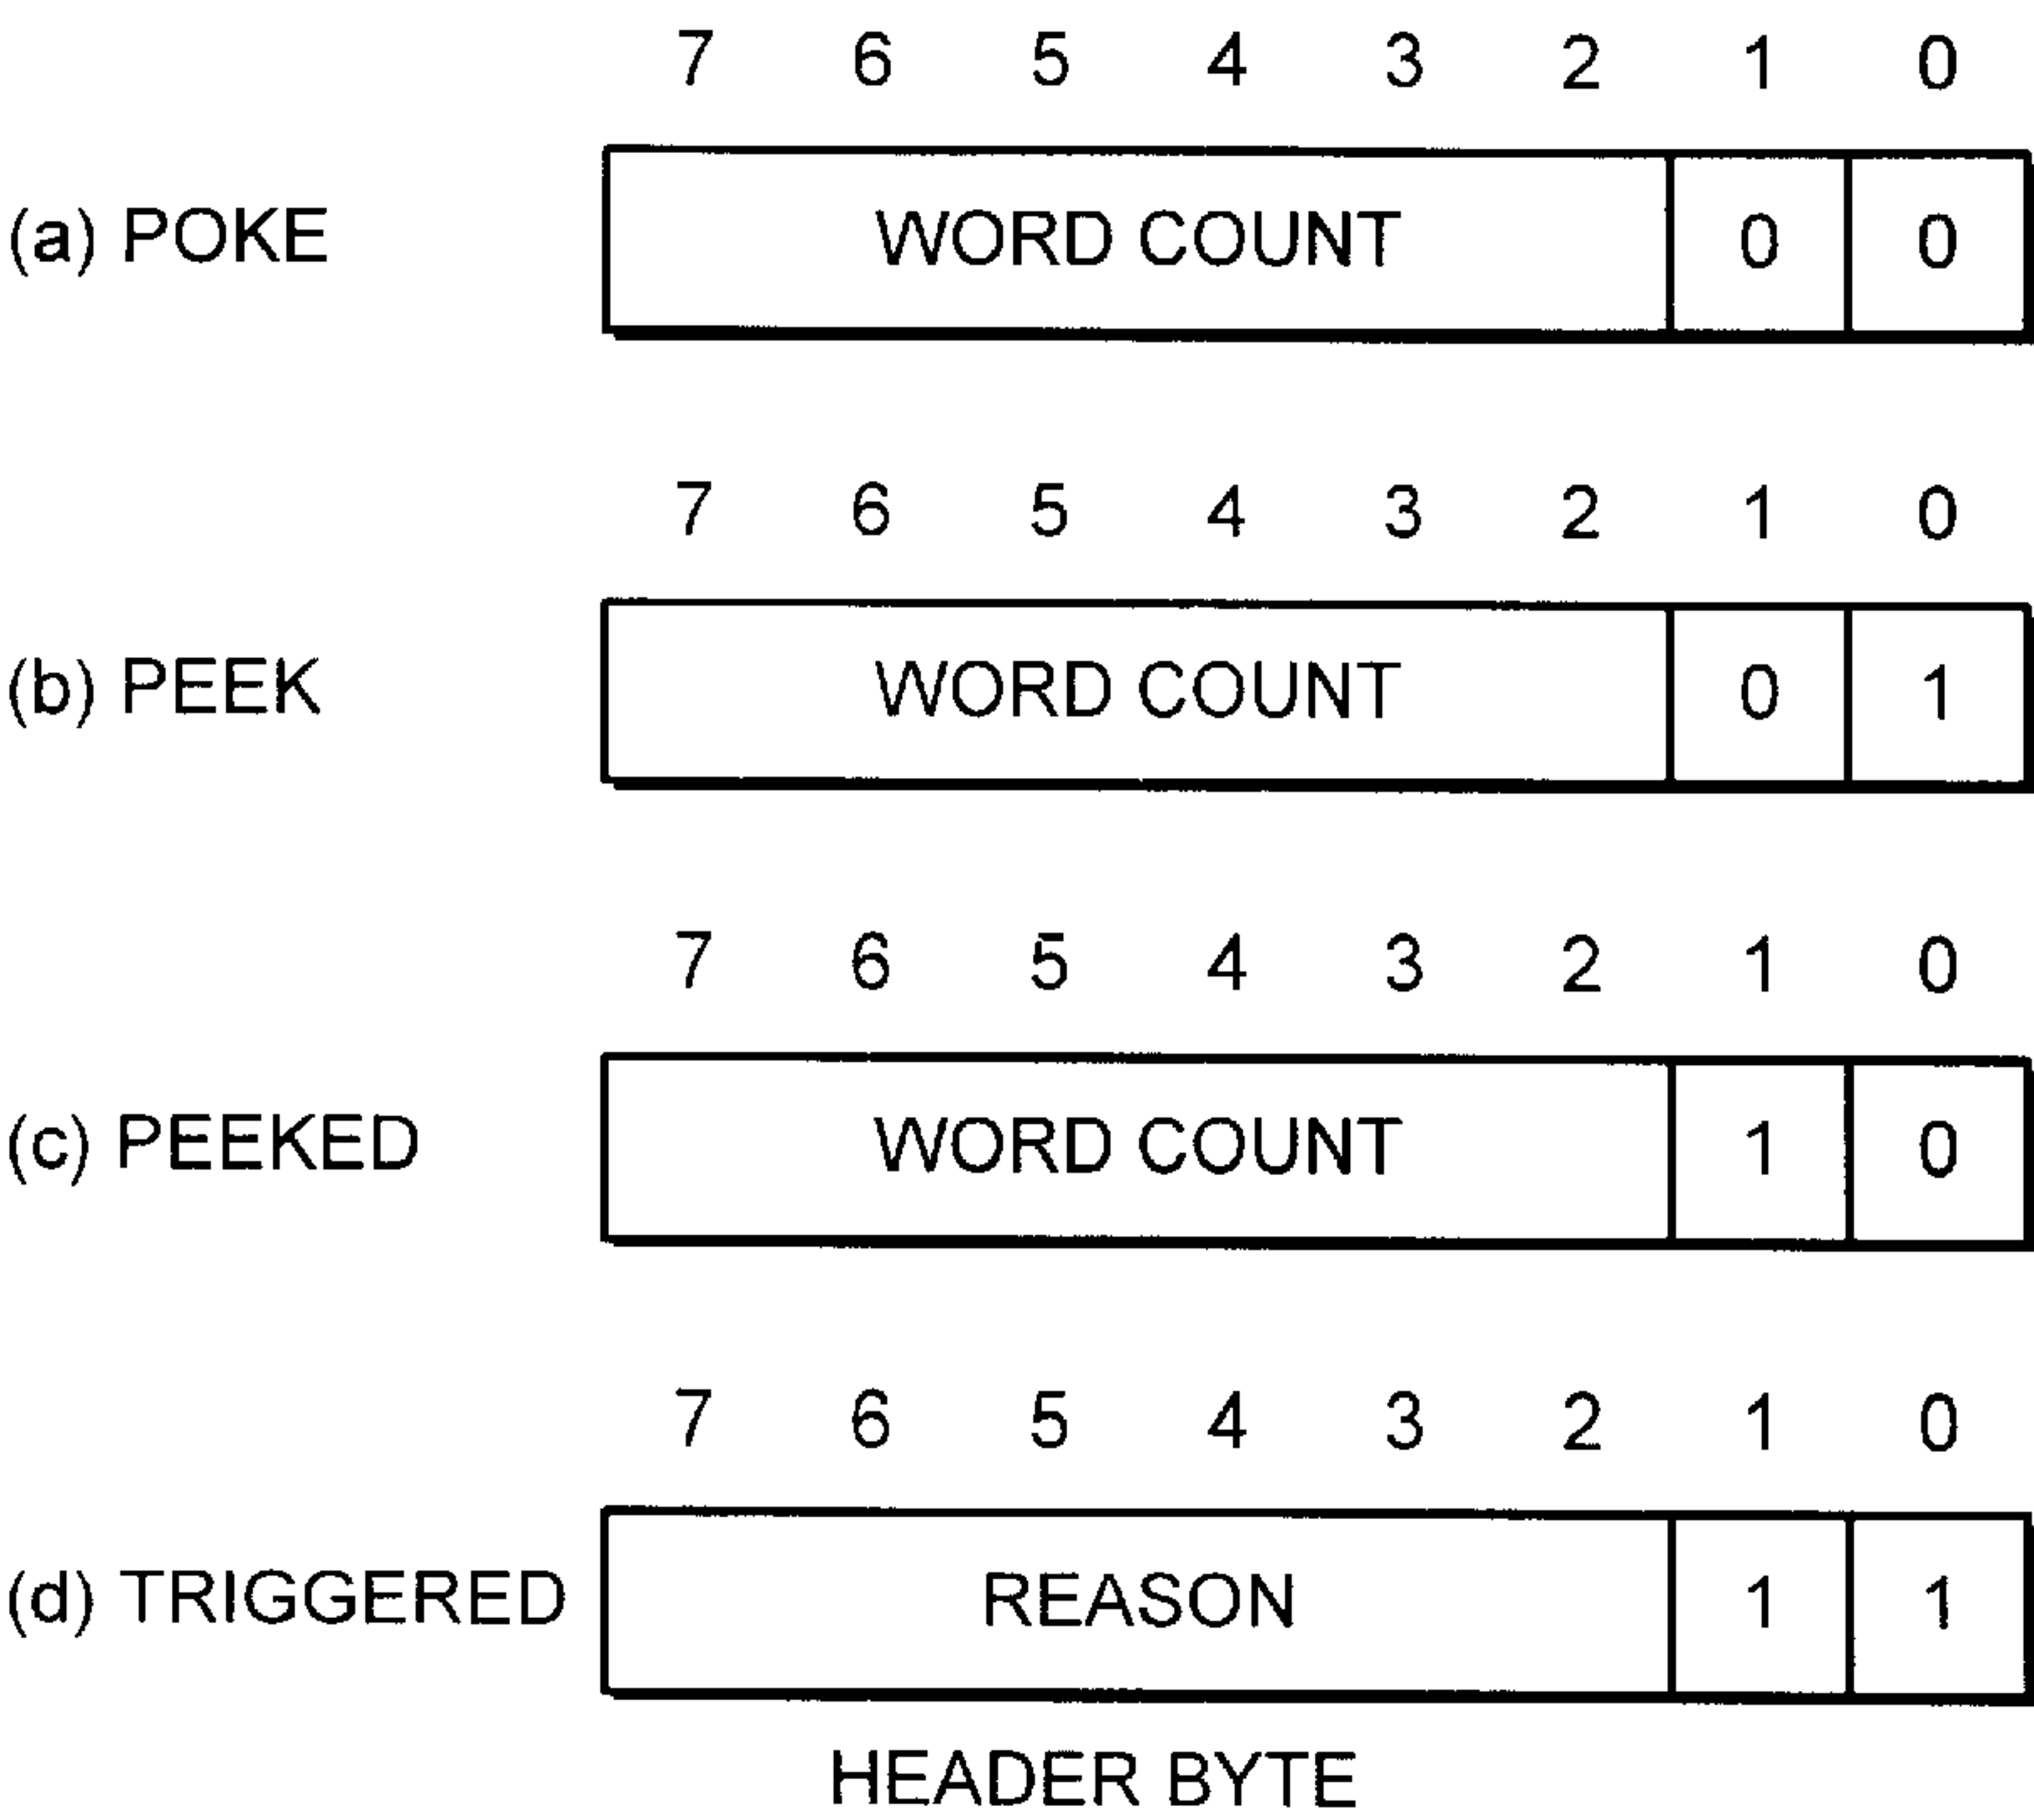 7 6 5 4 3 2 1 0
(a) POKE WORD COUNT 0 0
7 6 5 4 3 2 1 0
(b) PEEK WORD COUNT 0 1
7 6 5 4 3 2 1 0
(c) PEEKED WORD COUNT 1 0
7 6 5 4 3 2 1 0
(d) TRIGGERED REASON 1 1
HEADER BYTE